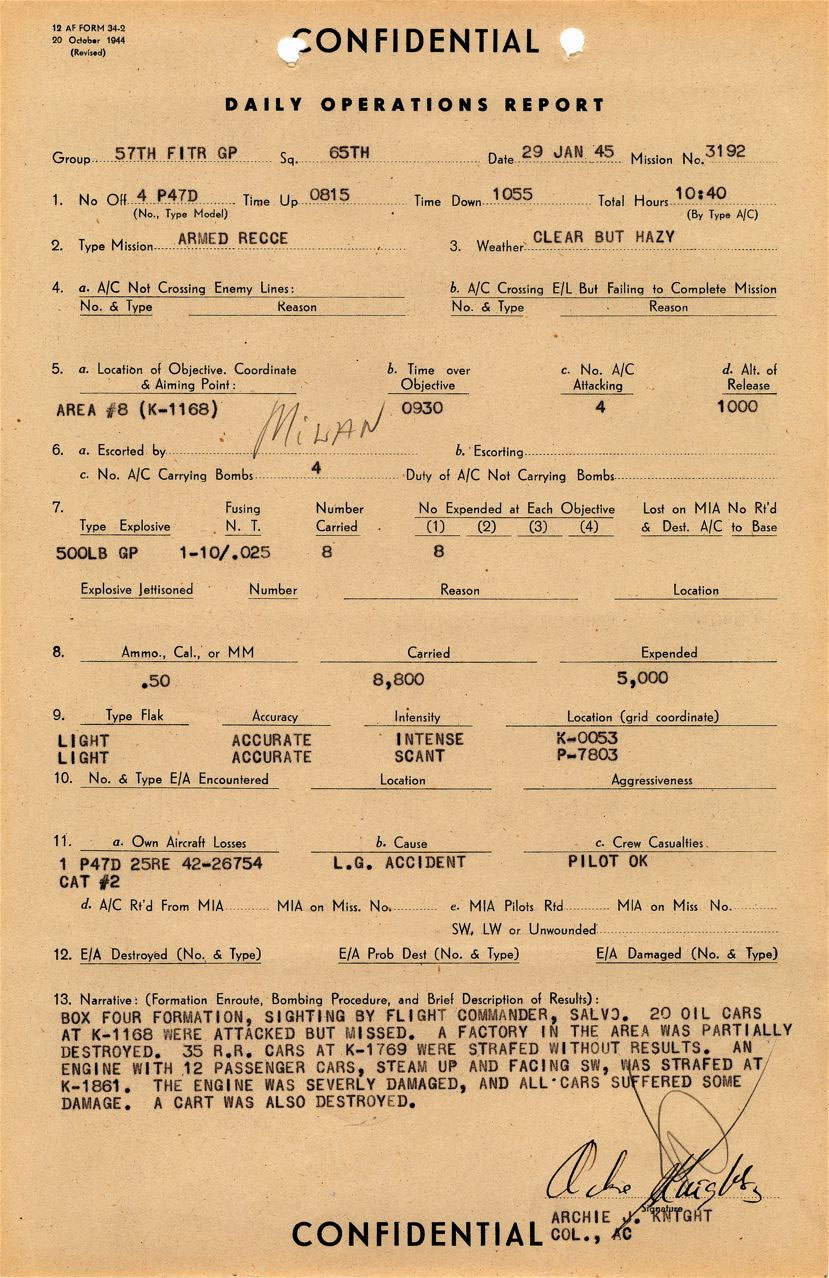 12 AF FORM 34-2
20 October 1944
(Revised)
CONFIDENTIAL
DAILY OPERATIONS REPORT
Group 57TH FITR GP Sq. 65TH Date 29 JAN 45 Mission No. 3192
1. No Off 4 P47D Time Up 0815 Time Down 1055 Total Hours 10:40
(No., Type Model) (By Type A/C)
2. Type Mission ARMED RECCE 3. Weather CLEAR BUT HAZY
4. a. A/C Not Crossing Enemy Lines: b. A/C Crossing E/L But Failing to Complete Mission
No. & Type Reason No. & Type Reason
5. a. Location of Objective. Coordinate b. Time over c. No. A/C d. Alt. of
& Aiming Point: Objective Attacking Release
AREA #8 (K-1168) MILAN 0930 4 1000
6. a. Escorted by b. Escorting
c. No. A/C Carrying Bombs 4 Duty of A/C Not Carrying Bombs
7. Fusing Number No Expended at Each Objective Lost on MIA No Rt'd
Type Explosive N. T. Carried (1) (2) (3) (4) & Dest. A/C to Base
500LB GP 1-10/.025 8 8
Explosive Jettisoned Number Reason Location
8. Ammo., Cal., or MM Carried Expended
.50 8,800 5,000
9. Type Flak Accuracy Intensity Location (grid coordinate)
LIGHT ACCURATE INTENSE K-0053
LIGHT ACCURATE SCANT P-7803
10. No. & Type E/A Encountered Location Aggressiveness
11. a. Own Aircraft Losses b. Cause c. Crew Casualties.
1 P47D 25RE 42-26754 L.G. ACCIDENT PILOT OK
CAT #2
d. A/C Rt'd From MIA MIA on Miss. No. e. MIA Pilots Rtd MIA on Miss No.
SW, LW or Unwounded
12. E/A Destroyed (No. & Type) E/A Prob Dest (No. & Type) E/A Damaged (No. & Type)
13. Narrative: (Formation Enroute, Bombing Procedure, and Brief Description of Results):
BOX FOUR FORMATION, SIGHTING BY FLIGHT COMMANDER, SALVO. 20 OIL CARS
AT K-1168 WERE ATTACKED BUT MISSED. A FACTORY IN THE AREA WAS PARTIALLY
DESTROYED. 35 R.R. CARS AT K-1769 WERE STRAFED WITHOUT RESULTS. AN
ENGINE WITH 12 PASSENGER CARS, STEAM UP AND FACING SW, WAS STRAFED AT
K-1861. THE ENGINE WAS SEVERLY DAMAGED, AND ALL CARS SUFFERED SOME
DAMAGE. A CART WAS ALSO DESTROYED.
Archie Knight
Signature
ARCHIE J. KNIGHT
COL., AC
CONFIDENTIAL